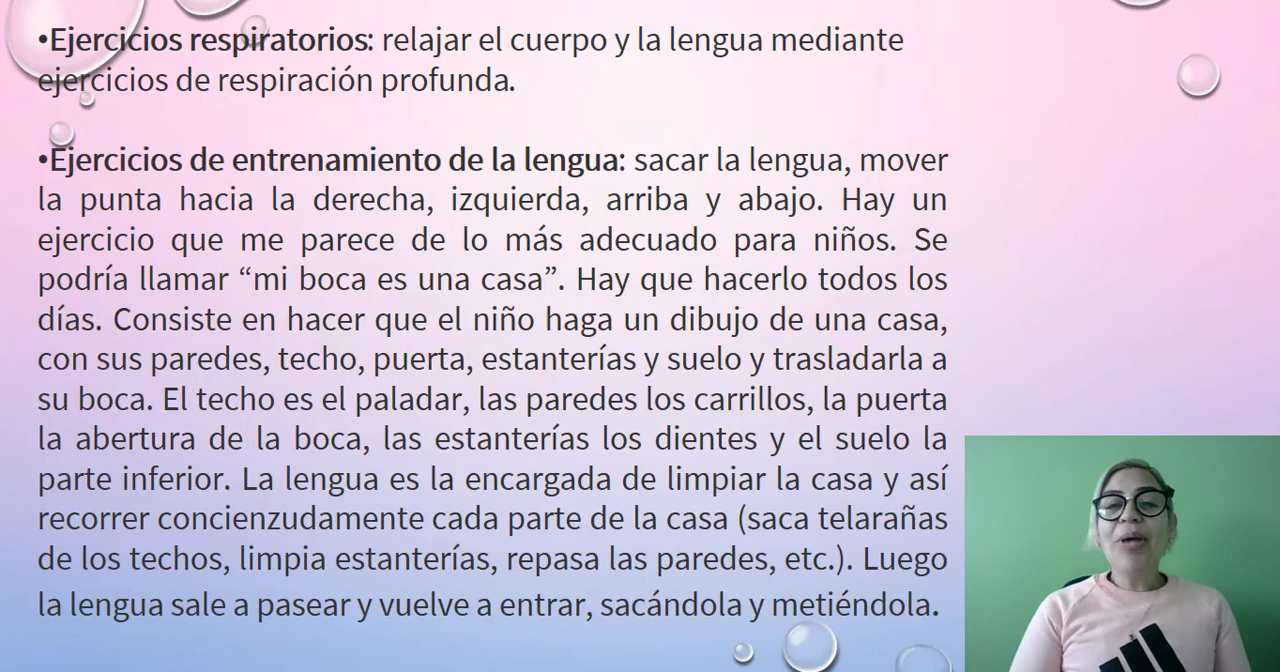 •Ejercicios respiratorios: relajar el cuerpo y la lengua mediante
ejercicios de respiración profunda.
•Ejercicios de entrenamiento de la lengua: sacar la lengua, mover
la punta hacia la derecha, izquierda, arriba y abajo. Hay un
ejercicio que me parece de lo más adecuado para niños. Se
podría llamar “mi boca es una casa”. Hay que hacerlo todos los
días. Consiste en hacer que el niño haga un dibujo de una casa,
con sus paredes, techo, puerta, estanterías y suelo y trasladarla a
su boca. El techo es el paladar, las paredes los carrillos, la puerta
la abertura de la boca, las estanterías los dientes y el suelo la
parte inferior. La lengua es la encargada de limpiar la casa y así
recorrer concienzudamente cada parte de la casa (saca telarañas
de los techos, limpia estanterías, repasa las paredes, etc.). Luego
la lengua sale a pasear y vuelve a entrar, sacándola y metiéndola.